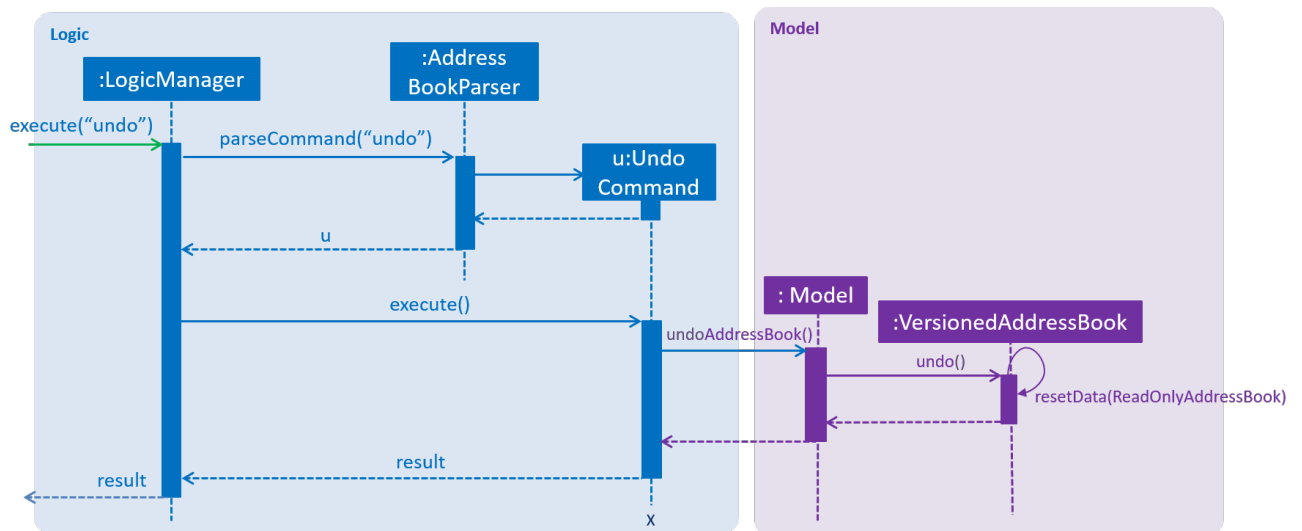 Logic
Model
:LogicManager
:Address
BookParser
execute(“undo”)
parseCommand(“undo”)
u:Undo
Command
u
: Model
execute()
:VersionedAddressBook
undoAddressBook()
undo()
resetData(ReadOnlyAddressBook)
result
result
X